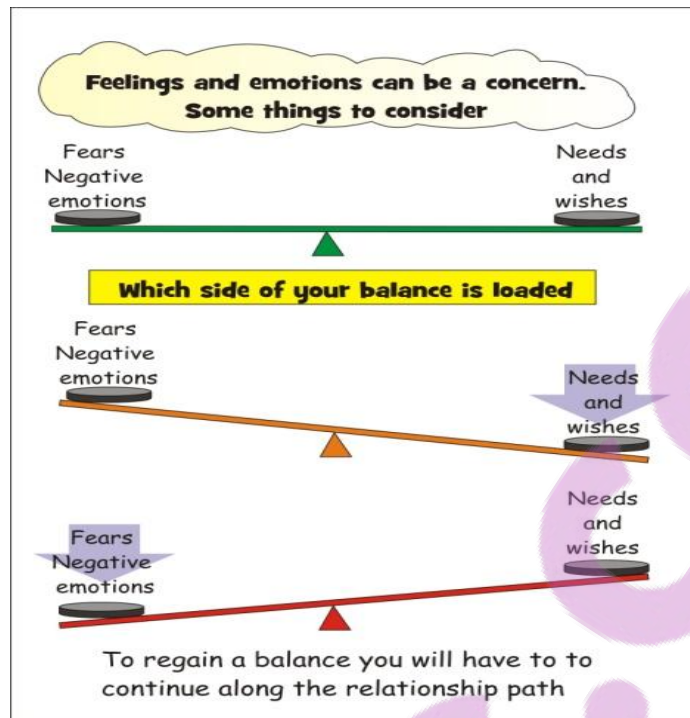 Feelings and emotions can be a concern.
Some things to consider
Fears
Negative
emotions
Needs
and
wishes
Which side of your balance is loaded
Fears
Negative
emotions
Needs
and
wishes
Fears
Negative
emotions
Needs
and
wishes
To regain a balance you will have to to
continue along the relationship path